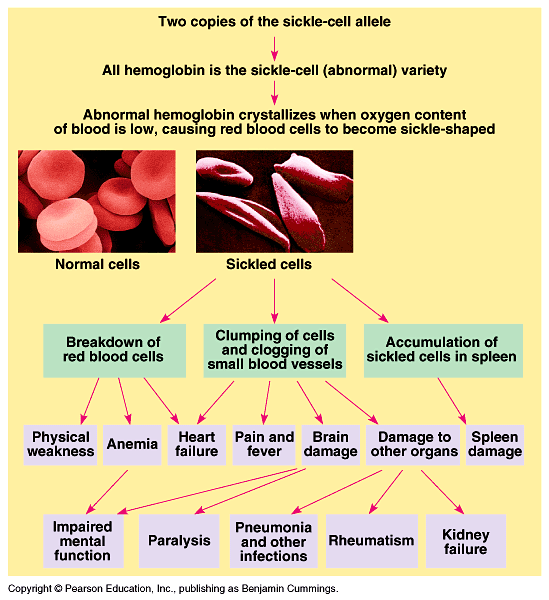 Two copies of the sickle-cell allele
All hemoglobin is the sickle-cell (abnormal) variety
Abnormal hemoglobin crystallizes when oxygen content
of blood is low, causing red blood cells to become sickle-shaped
Normal cells
Sickled cells
Breakdown of
red blood cells
Clumping of cells
and clogging of
small blood vessels
Accumulation of
sickled cells in spleen
Physical
weakness
Anemia
Heart
failure
Pain and
fever
Brain
damage
Damage to
other organs
Spleen
damage
Impaired
mental
function
Paralysis
Pneumonia
and other
infections
Rheumatism
Kidney
failure
Copyright © Pearson Education, Inc., publishing as Benjamin Cummings.